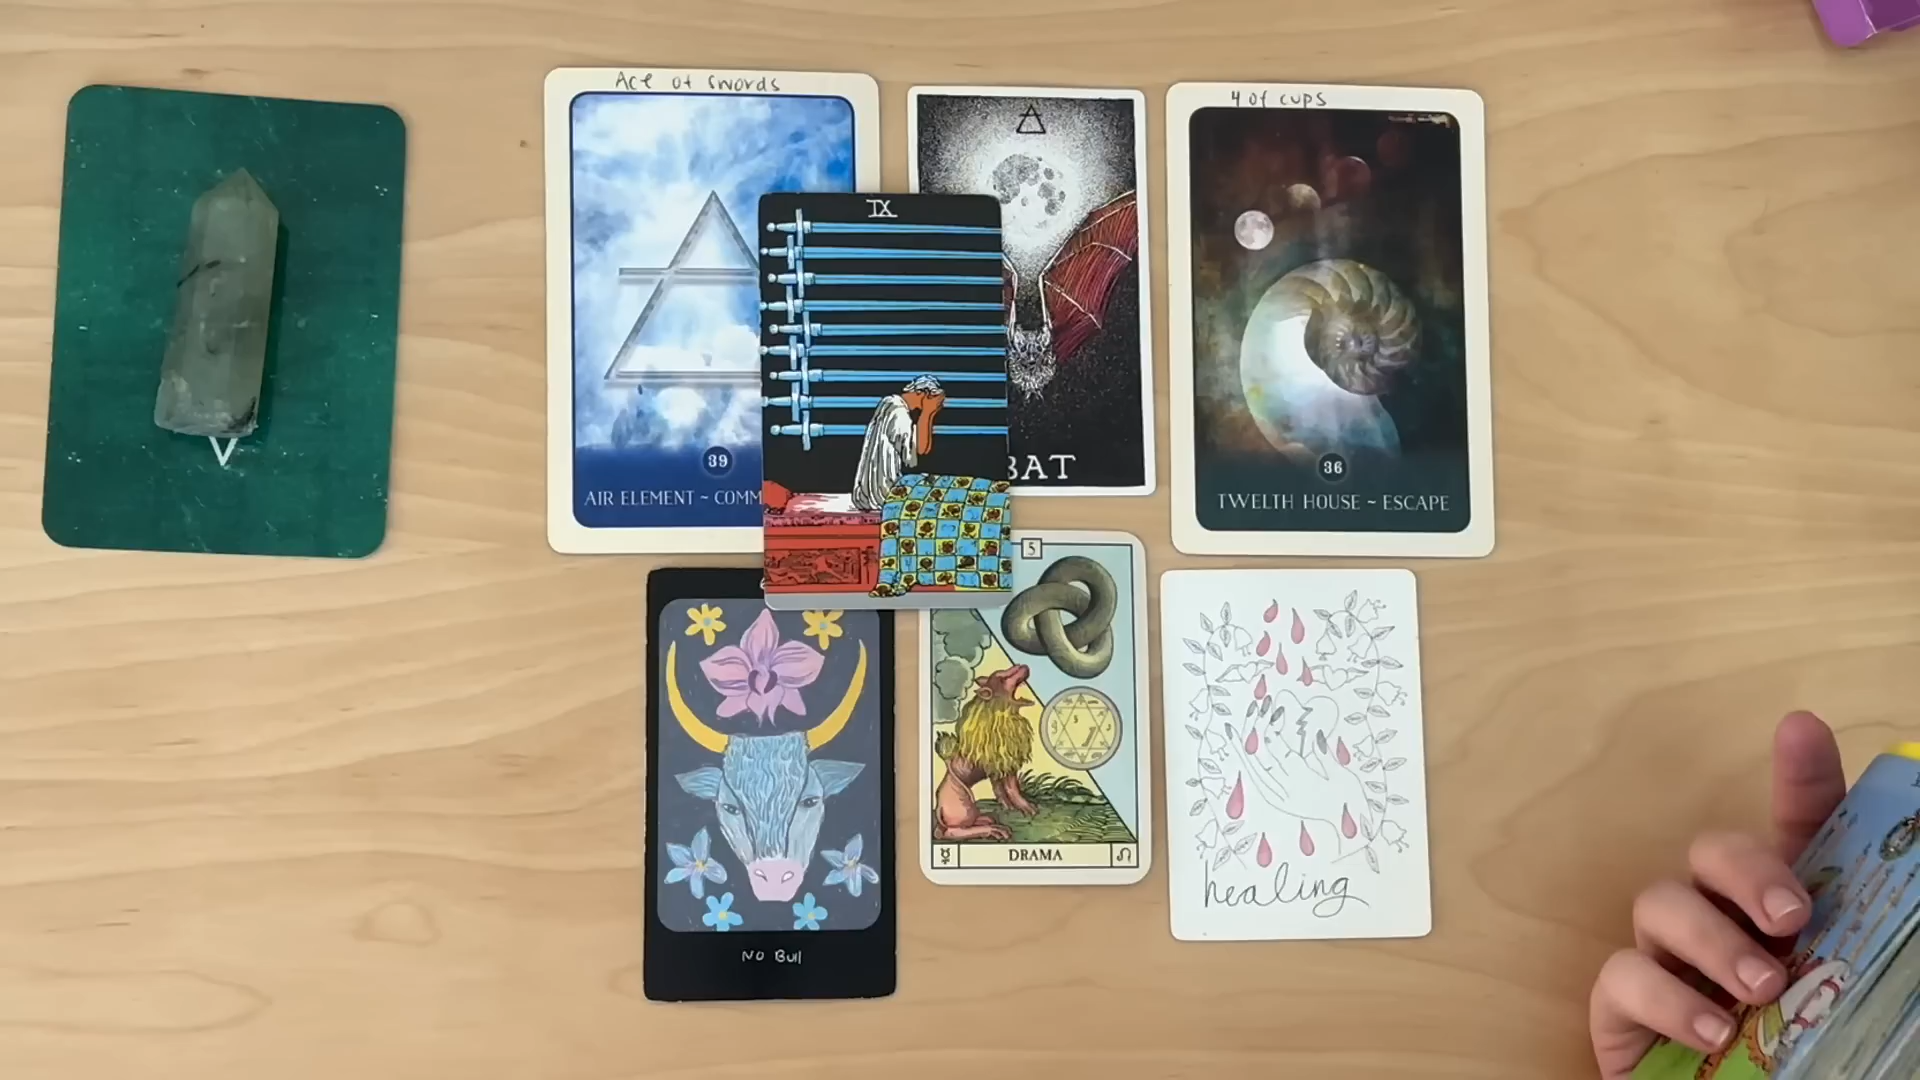 Ace of Swords
39
AIR ELEMENT ~ COMM
IX
BAT
4 of cups
36
TWELTH HOUSE ~ ESCAPE
V
No Bull
5
DRAMA
healing